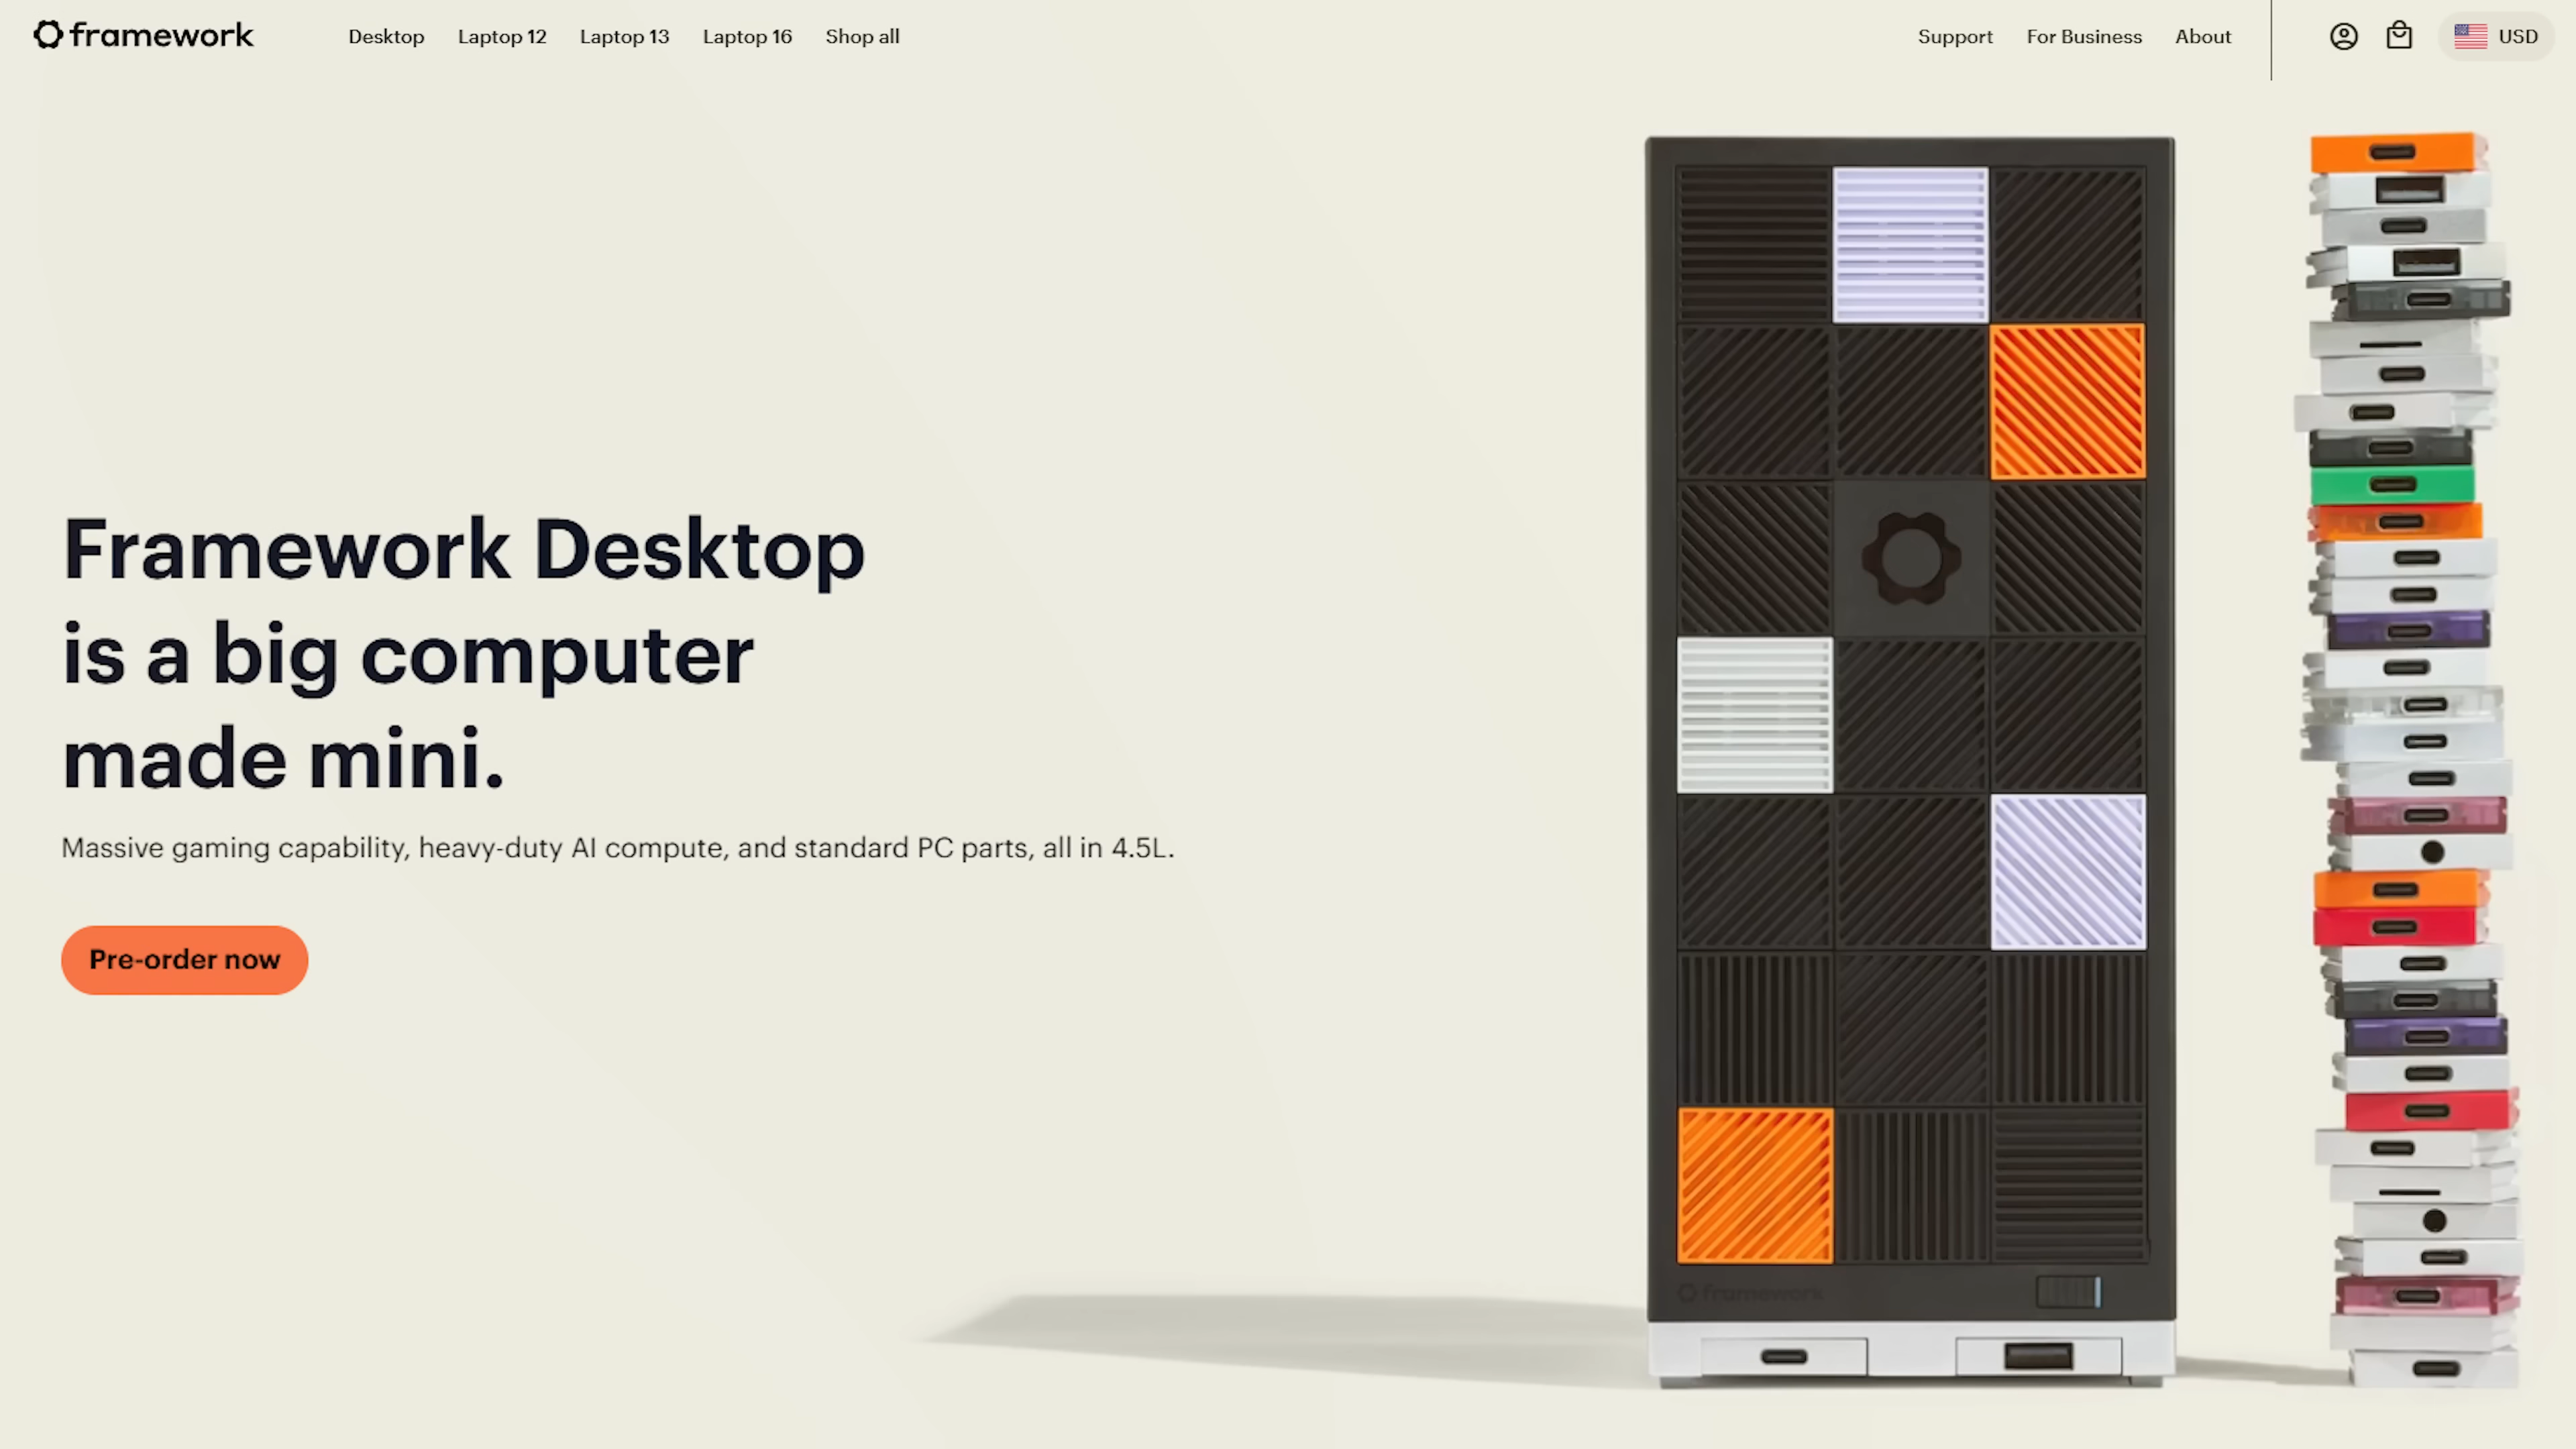 framework
Desktop
Laptop 12
Laptop 13
Laptop 16
Shop all
Support
For Business
About
USD
Framework Desktop
is a big computer
made mini.
Massive gaming capability, heavy-duty AI compute, and standard PC parts, all in 4.5L.
Pre-order now
framework